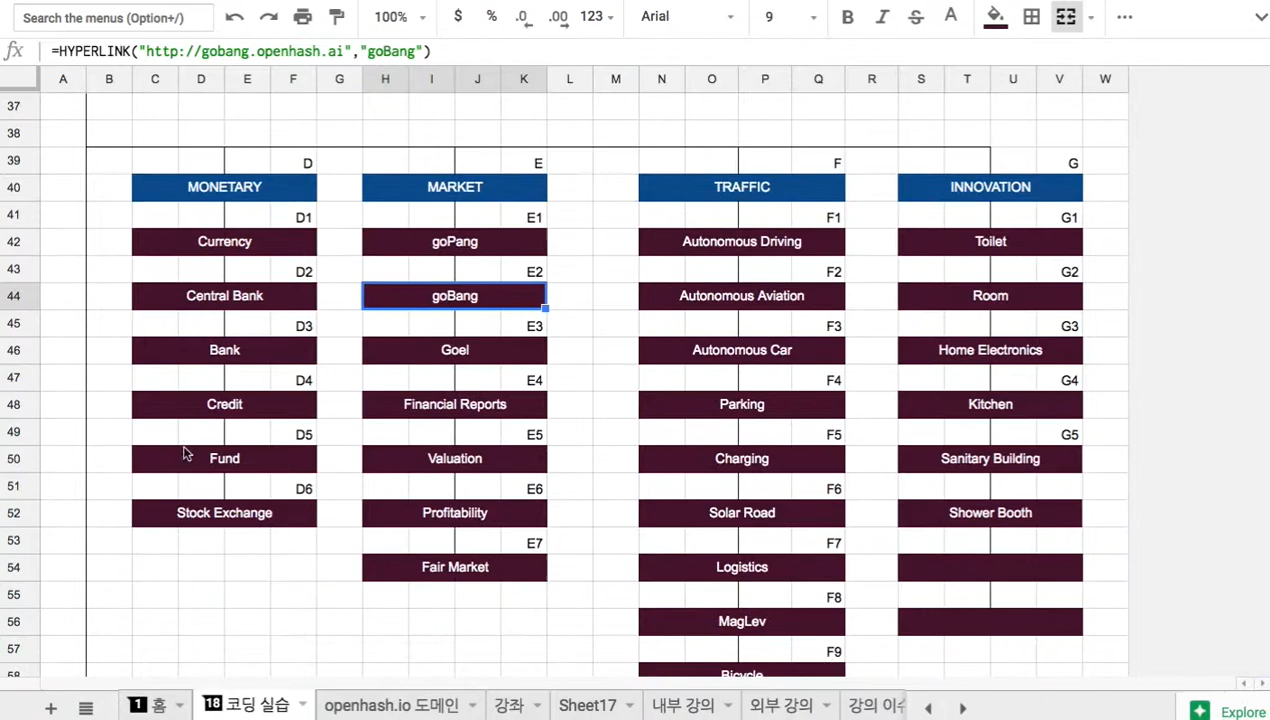 Search the menus (Option+/)
100%
$
%
.0
.00
123
Arial
9
B
I
S
A
fx
=HYPERLINK("http://gobang.openhash.ai","goBang")
A B C D E F G H I J K L M N O P Q R S T U V W
37
38
39 D E F G
40 MONETARY MARKET TRAFFIC INNOVATION
41 D1 E1 F1 G1
42 Currency goPang Autonomous Driving Toilet
43 D2 E2 F2 G2
44 Central Bank goBang Autonomous Aviation Room
45 D3 E3 F3 G3
46 Bank Goel Autonomous Car Home Electronics
47 D4 E4 F4 G4
48 Credit Financial Reports Parking Kitchen
49 D5 E5 F5 G5
50 Fund Valuation Charging Sanitary Building
51 D6 E6 F6
52 Stock Exchange Profitability Solar Road Shower Booth
53 E7 F7
54 Fair Market Logistics
55 F8
56 MagLev
57 F9
58 Bicycle
1 홈
18 코딩 실습
openhash.io 도메인
강좌
Sheet17
내부 강의
외부 강의
강의 이수
Explore